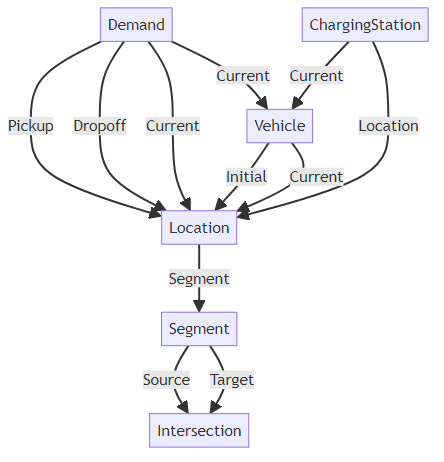 Demand
ChargingStation
Current
Current
Vehicle
Pickup
Dropoff
Current
Location
Initial
Current
Location
Segment
Segment
Source
Target
Intersection